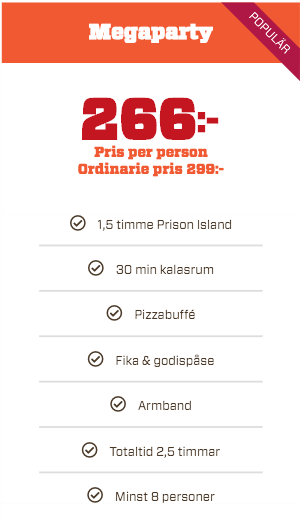 Megaparty
POPULÄR
266:-
Pris per person
Ordinarie pris 299:-
1,5 timme Prison Island
30 min kalasrum
Pizzabuffé
Fika & godispåse
Armband
Totaltid 2,5 timmar
Minst 8 personer